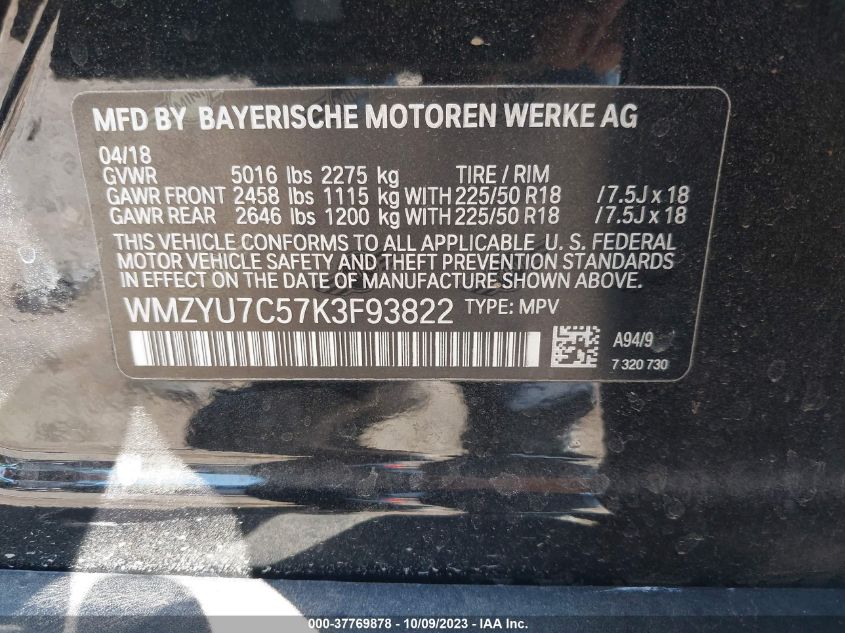 MFD BY BAYERISCHE MOTOREN WERKE AG
04/18
GVWR 5016 lbs 2275 kg TIRE / RIM
GAWR FRONT 2458 lbs 1115 kg WITH 225/50 R18 /7.5J x 18
GAWR REAR 2646 lbs 1200 kg WITH 225/50 R18 /7.5J x 18
THIS VEHICLE CONFORMS TO ALL APPLICABLE U. S. FEDERAL
MOTOR VEHICLE SAFETY AND THEFT PREVENTION STANDARDS
IN EFFECT ON THE DATE OF MANUFACTURE SHOWN ABOVE.
WMZYU7C57K3F93822 TYPE: MPV
A94/9
7 320 730
000-37769878 - 10/09/2023 - IAA Inc.